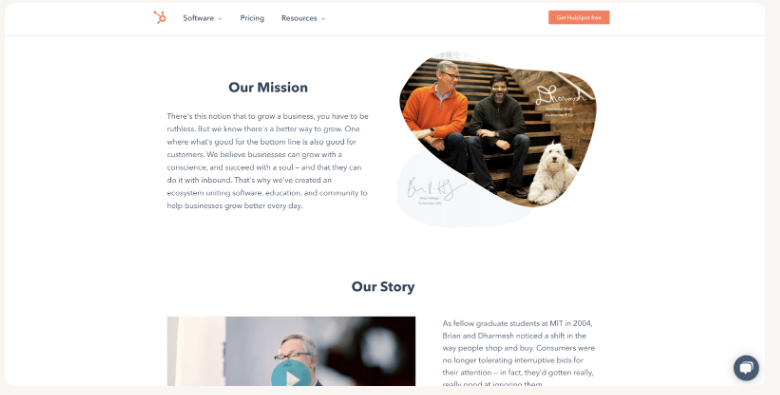 Software
Pricing
Resources
Get HubSpot free
Our Mission
There's this notion that to grow a business, you have to be
ruthless. But we know there's a better way to grow. One
where what's good for the bottom line is also good for
customers. We believe businesses can grow with a
conscience, and succeed with a soul – and that they can
do it with inbound. That's why we've created an
ecosystem uniting software, education, and community to
help businesses grow better every day.
Dharmesh
Our Story
As fellow graduate students at MIT in 2004,
Brian and Dharmesh noticed a shift in the
way people shop and buy. Consumers were
no longer tolerating interruptive bids for
their attention – in fact, they'd gotten really,
really good at ignoring them.